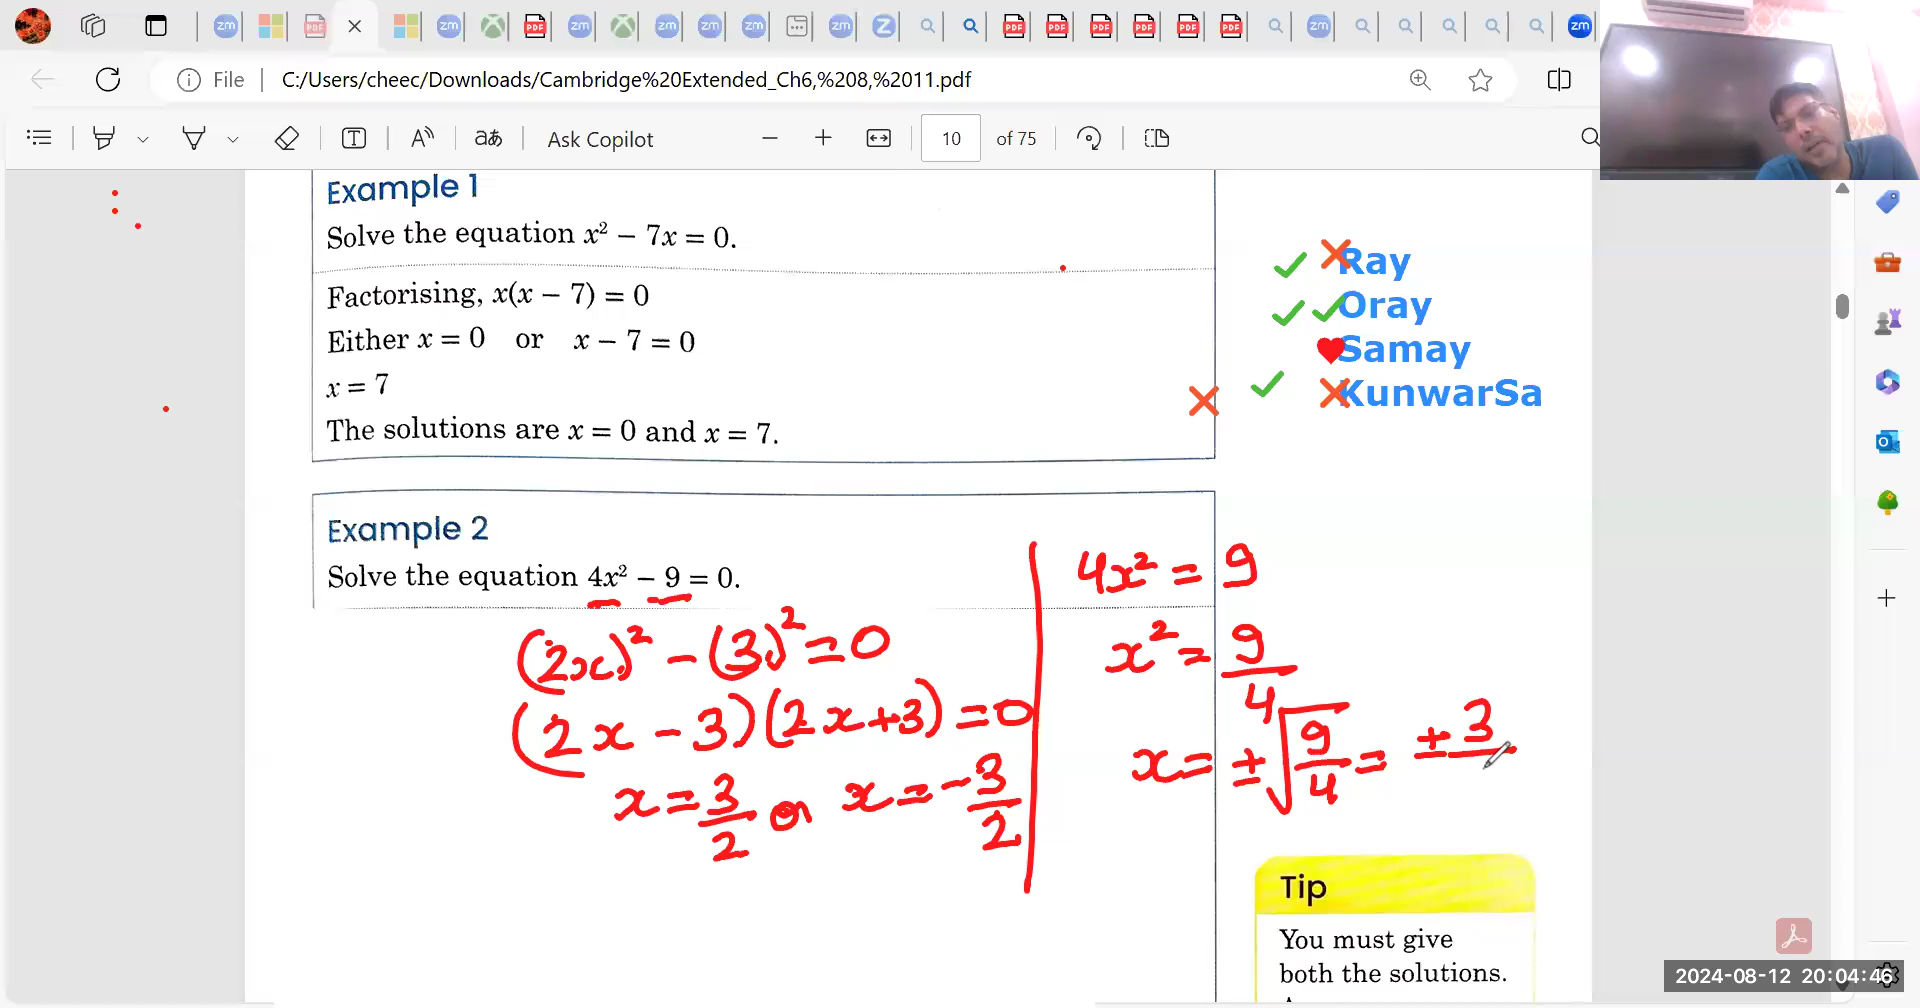 File
C:/Users/cheec/Downloads/Cambridge%20Extended_Ch6,%208,%2011.pdf
Ask Copilot
10 of 75
Example 1
Solve the equation x² − 7x = 0.
Factorising, x(x − 7) = 0
Either x = 0 or x − 7 = 0
x = 7
The solutions are x = 0 and x = 7.
Ray
Oray
Samay
KunwarSa
Example 2
Solve the equation 4x² − 9 = 0.
(2x)² − (3)² = 0
(2x − 3)(2x + 3) = 0
x = 3/2 or x = −3/2
4x² = 9
x² = 9/4
x = ±√9/4 = ±3
Tip
You must give
both the solutions.
2024-08-12 20:04:46